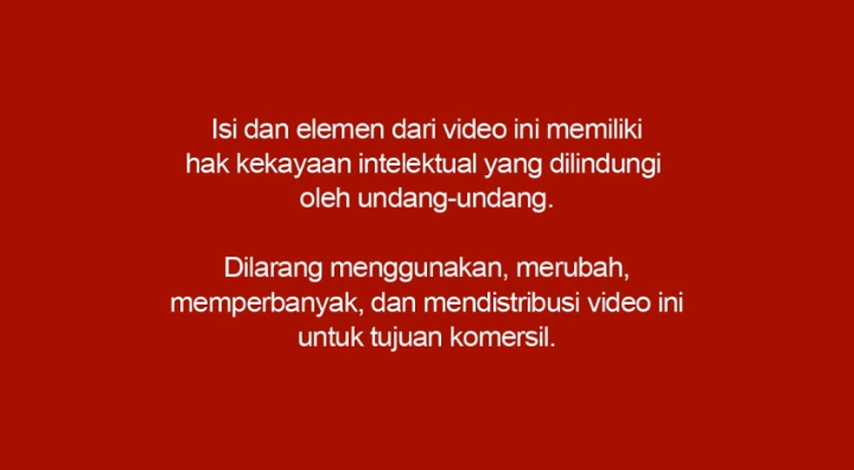 Isi dan elemen dari video ini memiliki
hak kekayaan intelektual yang dilindungi
oleh undang-undang.
Dilarang menggunakan, merubah,
memperbanyak, dan mendistribusi video ini
untuk tujuan komersil.